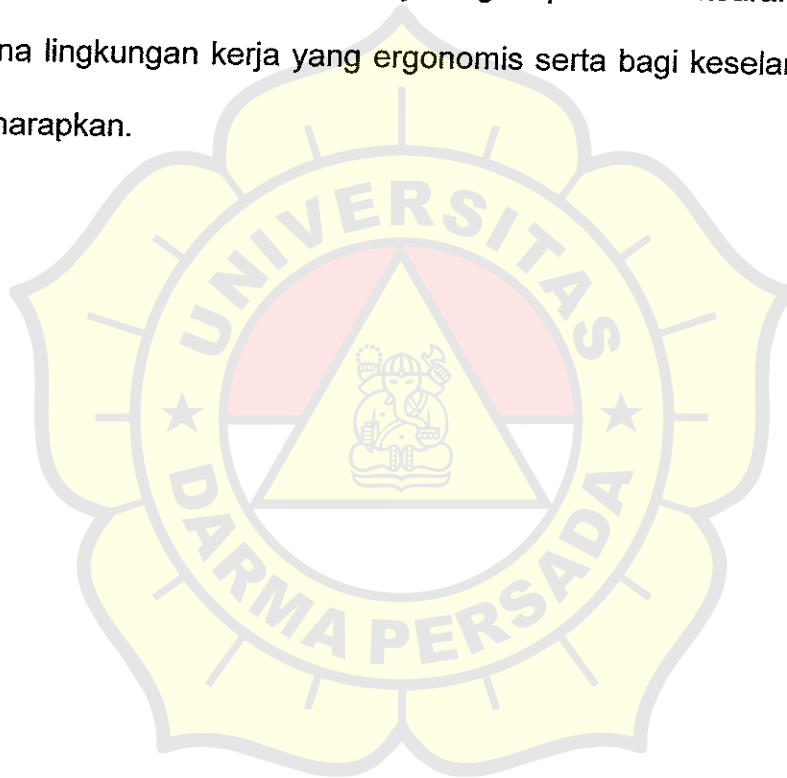 na lingkungan kerja yang ergonomis serta bagi keselar
harapkan.
UNIVERSITAS
DARMA PERSADA